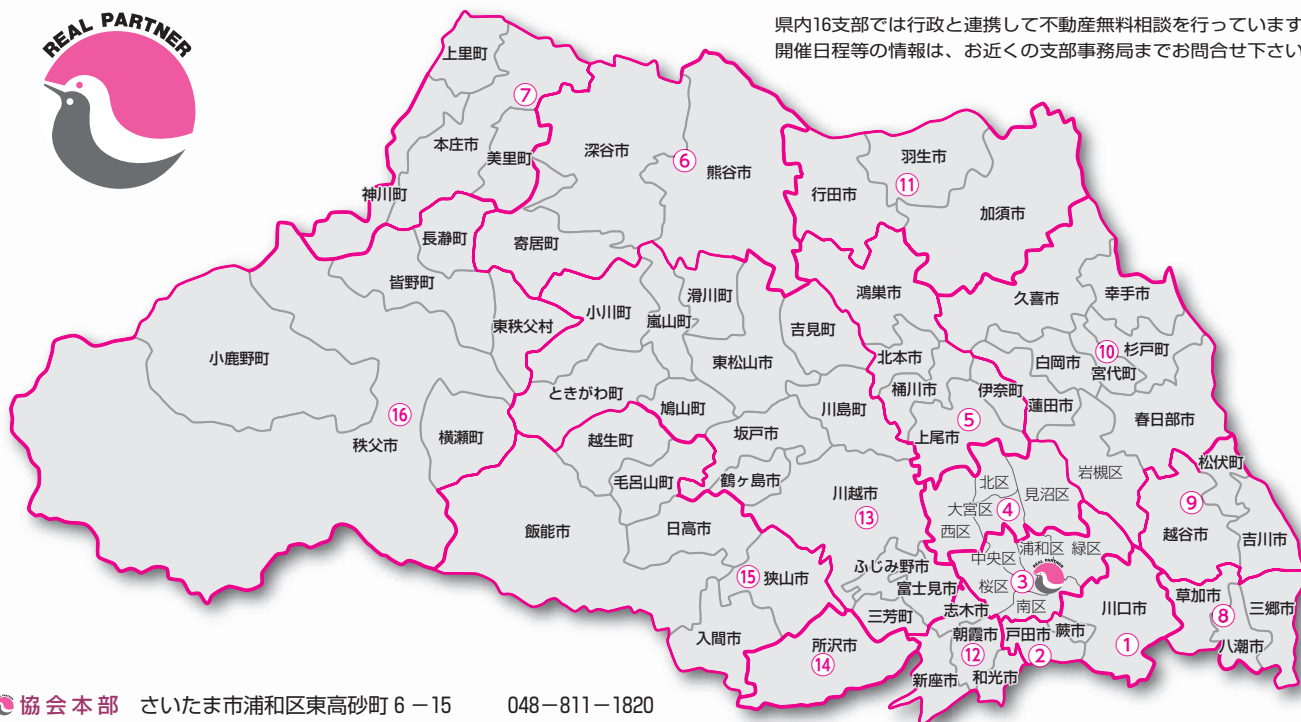 REAL PARTNER
県内16支部では行政と連携して不動産無料相談を行っています
開催日程等の情報は、お近くの支部事務局までお問合せ下さい
上里町
⑦
本庄市
美里町
神川町
深谷市
⑥
熊谷市
行田市
羽生市
⑪
加須市
長瀞町
寄居町
皆野町
東秩父村
小川町
嵐山町
滑川町
吉見町
鴻巣市
久喜市
幸手市
小鹿野町
東松山市
北本市
白岡市
⑩
杉戸町
宮代町
ときがわ町
鳩山町
川島町
桶川市
伊奈町
蓮田市
春日部市
⑯
秩父市
横瀬町
越生町
坂戸市
上尾市
⑤
毛呂山町
鶴ヶ島市
川越市
⑬
北区
見沼区
岩槻区
松伏町
大宮区
④
西区
⑨
越谷市
吉川市
飯能市
日高市
⑮
狭山市
ふじみ野市
富士見市
三芳町
志木市
中央区
浦和区
緑区
REAL PARTNER
桜区
③
南区
川口市
①
草加市
⑧
三郷市
八潮市
入間市
所沢市
⑭
朝霞市
⑫
新座市
和光市
戸田市
②
蕨市
協会本部 さいたま市浦和区東高砂町6−15 048−811−1820